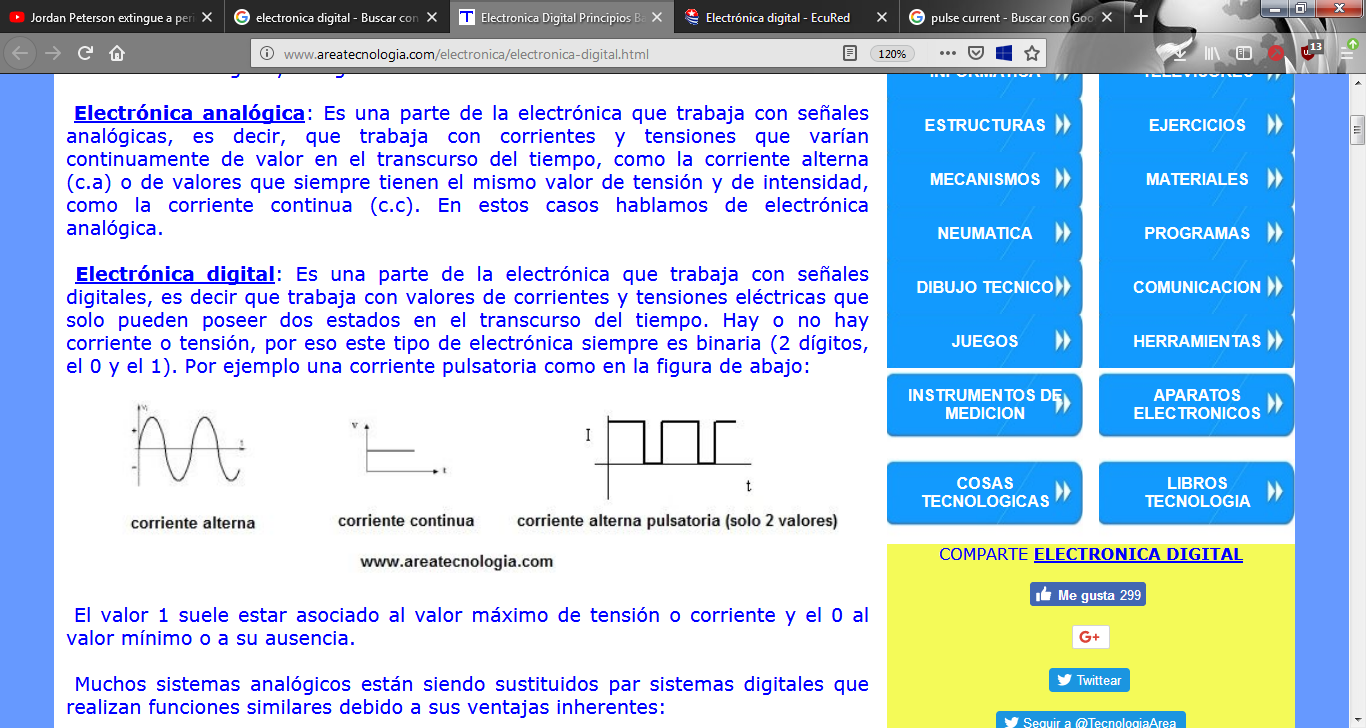 Jordan Peterson extingue a peri
electronica digital - Buscar con
Electronica Digital Principios Ba
Electrónica digital - EcuRed
pulse current - Buscar con Goo
www.areatecnologia.com/electronica/electronica-digital.html
120%
13
Electrónica analógica: Es una parte de la electrónica que trabaja con señales
analógicas, es decir, que trabaja con corrientes y tensiones que varían
continuamente de valor en el transcurso del tiempo, como la corriente alterna
(c.a) o de valores que siempre tienen el mismo valor de tensión y de intensidad,
como la corriente continua (c.c). En estos casos hablamos de electrónica
analógica.
Electrónica digital: Es una parte de la electrónica que trabaja con señales
digitales, es decir que trabaja con valores de corrientes y tensiones eléctricas que
solo pueden poseer dos estados en el transcurso del tiempo. Hay o no hay
corriente o tensión, por eso este tipo de electrónica siempre es binaria (2 dígitos,
el 0 y el 1). Por ejemplo una corriente pulsatoria como en la figura de abajo:
+
t
-
v
t
I
t
corriente alterna
corriente continua
corriente alterna pulsatoria (solo 2 valores)
www.areatecnologia.com
El valor 1 suele estar asociado al valor máximo de tensión o corriente y el 0 al
valor mínimo o a su ausencia.
Muchos sistemas analógicos están siendo sustituidos par sistemas digitales que
realizan funciones similares debido a sus ventajas inherentes:
INFORMATICA
TELEVISORES
ESTRUCTURAS
EJERCICIOS
MECANISMOS
MATERIALES
NEUMATICA
PROGRAMAS
DIBUJO TECNICO
COMUNICACION
JUEGOS
HERRAMIENTAS
INSTRUMENTOS DE
MEDICION
APARATOS
ELECTRONICOS
COSAS
TECNOLOGICAS
LIBROS
TECNOLOGIA
COMPARTE ELECTRONICA DIGITAL
Me gusta 299
G+
Twittear
Seguir a @TecnologiaArea